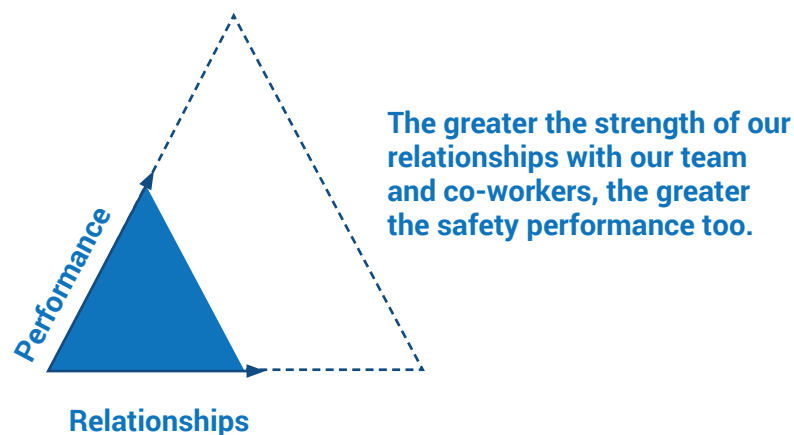 The greater the strength of our
relationships with our team
and co-workers, the greater
the safety performance too.
Performance
Relationships